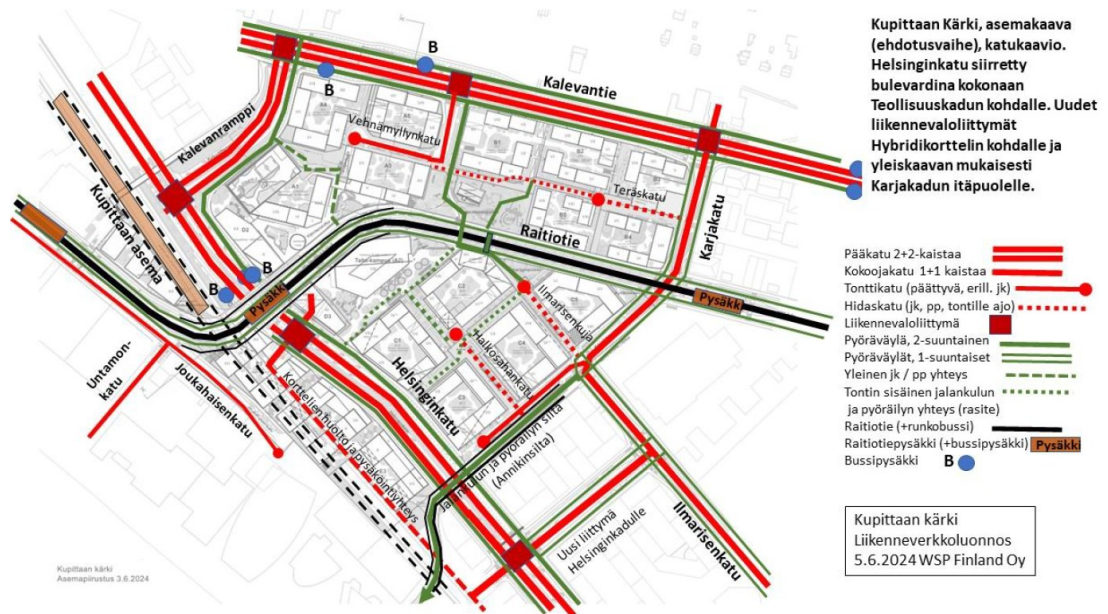 Kupittaan Kärki, asemakaava
(ehdotusvaihe), katukaavio.
Helsinginkatu siirretty
bulevardina kokonaan
Teollisuuskadun kohdalle. Uudet
liikennevaloliittymät
Hybridikorttelin kohdalle ja
yleiskaavan mukaisesti
Karjakadun itäpuolelle.
B
B
Kalevantie
Kalevanramppi
Vehnämyllynkatu
Teräskatu
Karjakatu
Kupittaan asema
Raitiotie
B
B
Pysäkki
Pysäkki
Ilmarisenkuja
Halkosahankatu
Helsinginkatu
Untamon-
katu
Joukahaisenkatu
Korttelien huolto ja pysäköintiyhteys
Jalankulun ja pyöräilyn silta
(Annikinsilta)
Uusi liittymä
Helsinginkadulle
Ilmarisenkatu
Pääkatu 2+2-kaistaa
Kokoojakatu 1+1 kaistaa
Tonttikatu (päättyvä, erill. jk)
Hidaskatu (jk, pp, tontille ajo)
Liikennevaloliittymä
Pyöräväylä, 2-suuntainen
Pyöräväylät, 1-suuntaiset
Yleinen jk / pp yhteys
Tontin sisäinen jalankulun
ja pyöräilyn yhteys (rasite)
Raitiotie (+runkobussi)
Raitiotiepysäkki (+bussipysäkki) Pysäkki
Bussipysäkki B
Kupittaan kärki
Liikenneverkkoluonnos
5.6.2024 WSP Finland Oy
Kupittaan kärki
Asemapiirustus 3.6.2024